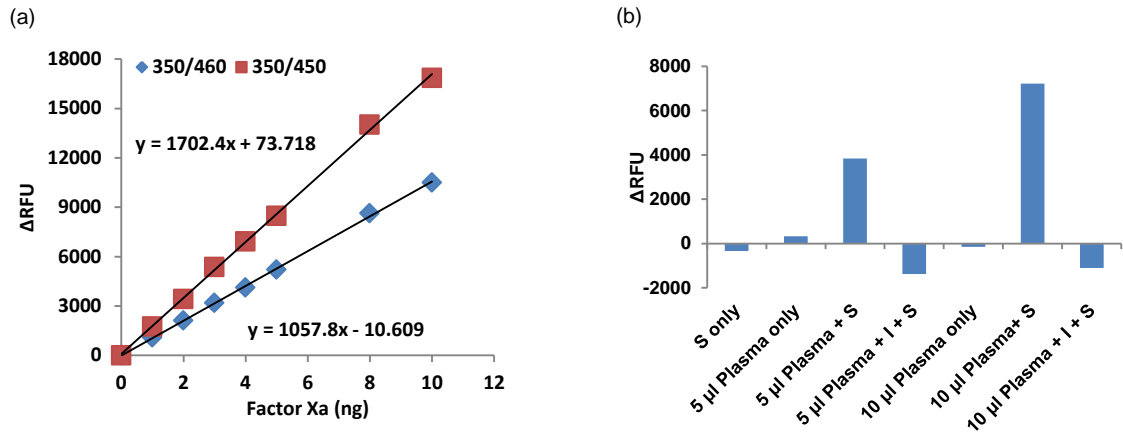 (a)
18000
15000
12000
9000
6000
3000
0
ΔRFU
350/460 350/450
y = 1702.4x + 73.718
y = 1057.8x - 10.609
0 2 4 6 8 10 12
Factor Xa (ng)
(b)
8000
6000
4000
2000
0
-2000
ΔRFU
S only
5 µl Plasma only
5 µl Plasma + S
5 µl Plasma + I + S
10 µl Plasma only
10 µl Plasma+ S
10 µl Plasma + I + S